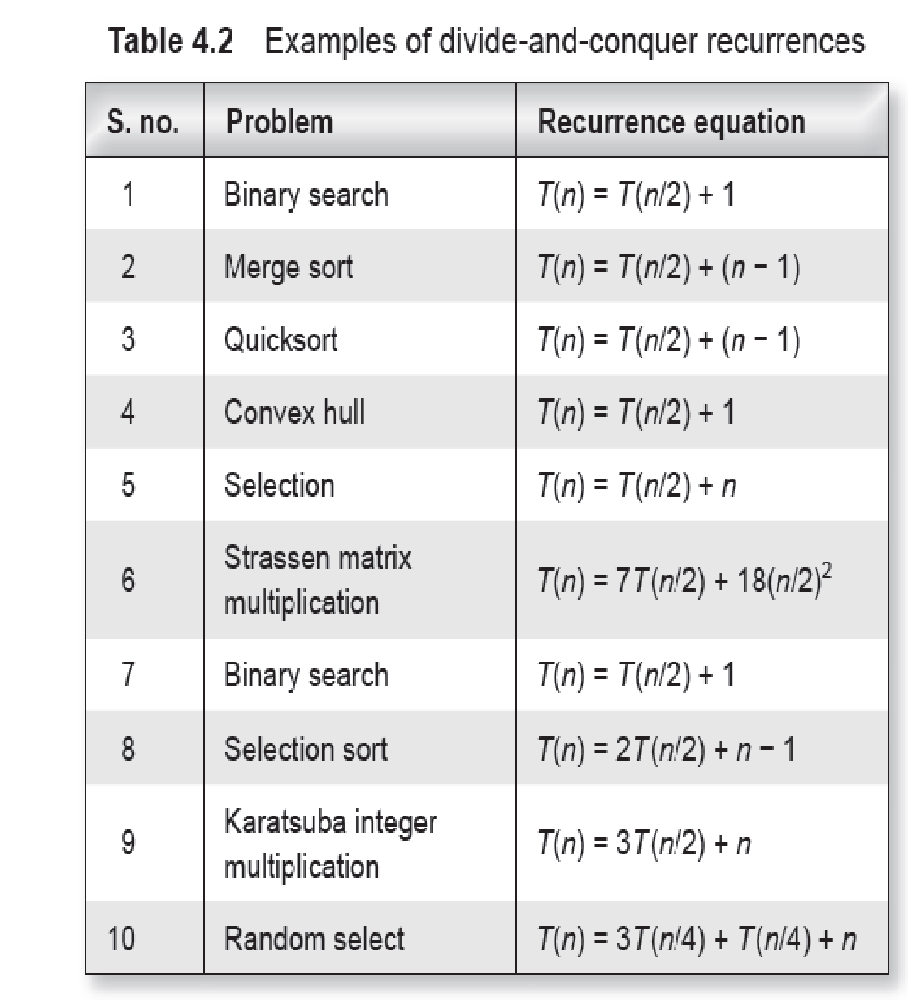 Table 4.2 Examples of divide-and-conquer recurrences
S. no. Problem Recurrence equation
1 Binary search T(n) = T(n/2) + 1
2 Merge sort T(n) = T(n/2) + (n − 1)
3 Quicksort T(n) = T(n/2) + (n − 1)
4 Convex hull T(n) = T(n/2) + 1
5 Selection T(n) = T(n/2) + n
6 Strassen matrix
multiplication T(n) = 7T(n/2) + 18(n/2)²
7 Binary search T(n) = T(n/2) + 1
8 Selection sort T(n) = 2T(n/2) + n − 1
9 Karatsuba integer
multiplication T(n) = 3T(n/2) + n
10 Random select T(n) = 3T(n/4) + T(n/4) + n